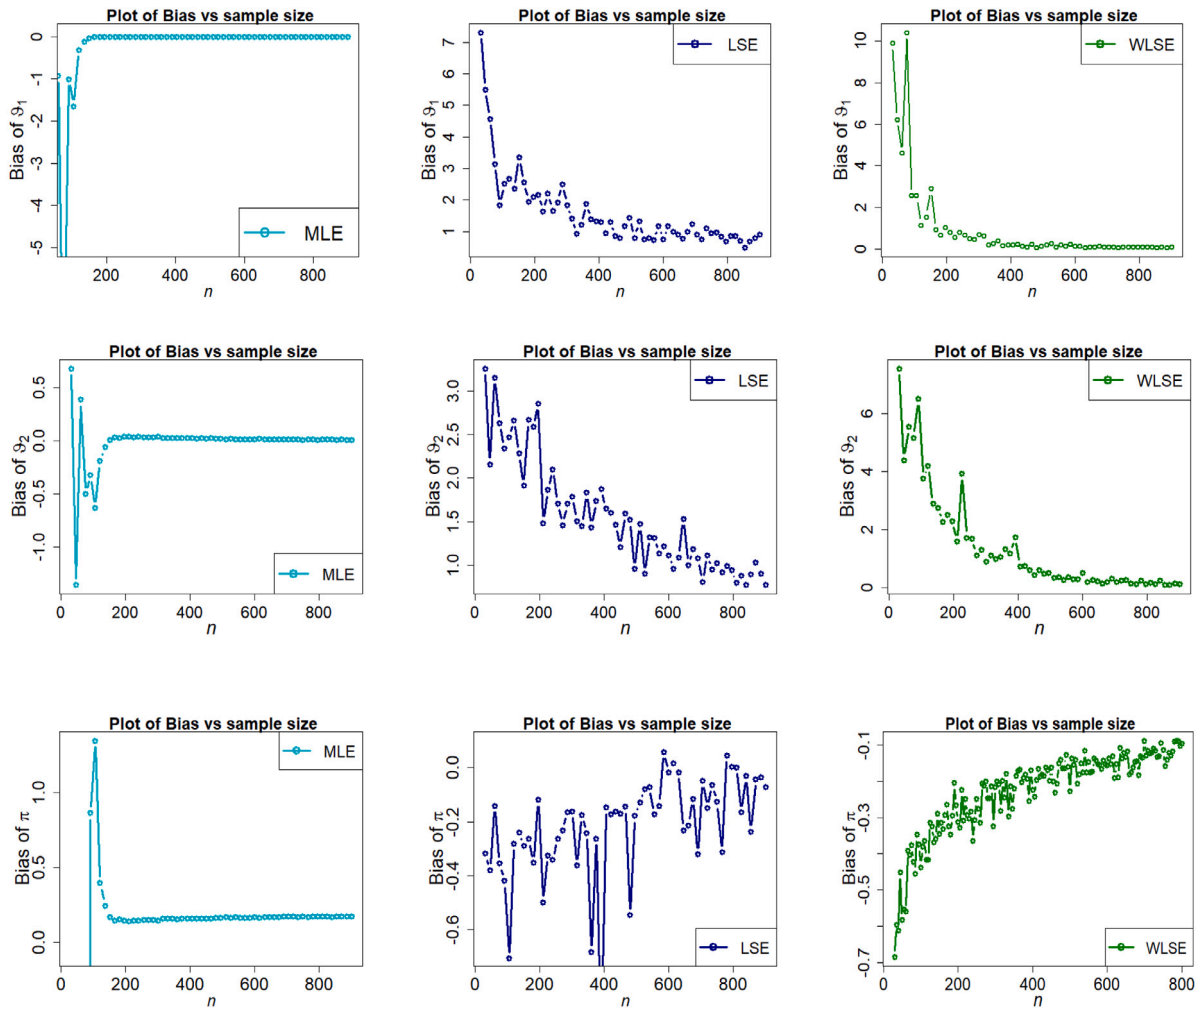 Plot of Bias vs sample size Plot of Bias vs sample size Plot of Bias vs sample size
Bias of ϑ1
0
-1
-2
-3
-4
-5
MLE
200 400 600 800
n
Bias of ϑ1
7
6
5
4
3
2
1
LSE
0 200 400 600 800
n
Bias of ϑ1
10
8
6
4
2
0
WLSE
0 200 400 600 800
n
Plot of Bias vs sample size Plot of Bias vs sample size Plot of Bias vs sample size
Bias of ϑ2
0.5
0.0
-0.5
-1.0
MLE
0 200 400 600 800
n
Bias of ϑ2
3.0
2.5
2.0
1.5
1.0
LSE
0 200 400 600 800
n
Bias of ϑ2
6
4
2
0
WLSE
0 200 400 600 800
n
Plot of Bias vs sample size Plot of Bias vs sample size Plot of Bias vs sample size
Bias of π
1.0
0.5
0.0
MLE
0 200 400 600 800
n
Bias of π
0.0
-0.2
-0.4
-0.6
LSE
0 200 400 600 800
n
Bias of π
-0.1
-0.3
-0.5
-0.7
WLSE
0 200 400 600 800
n